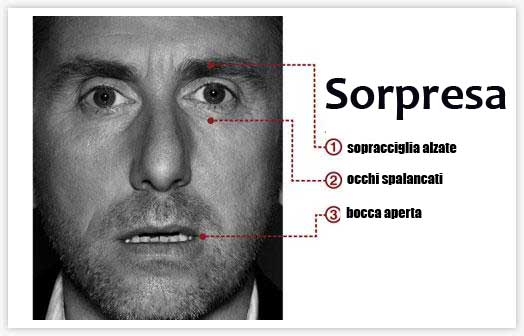 Sorpresa
1 sopracciglia alzate
2 occhi spalancati
3 bocca aperta